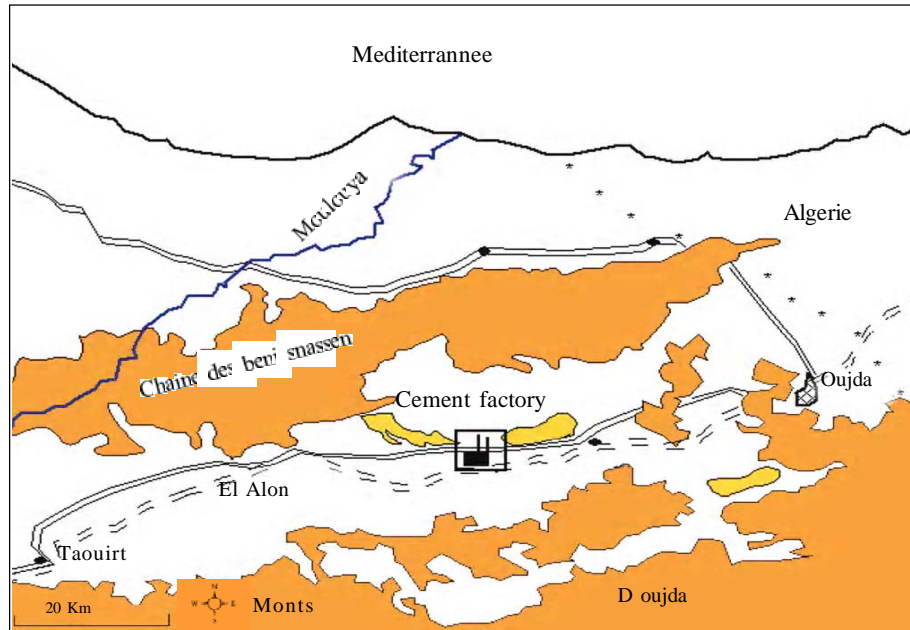 Mediterrannee
Moulouya
Algerie
Chaine des beni snassen
Oujda
Cement factory
El Alon
Taouirt
20 Km
N
W E
S
Monts
D oujda